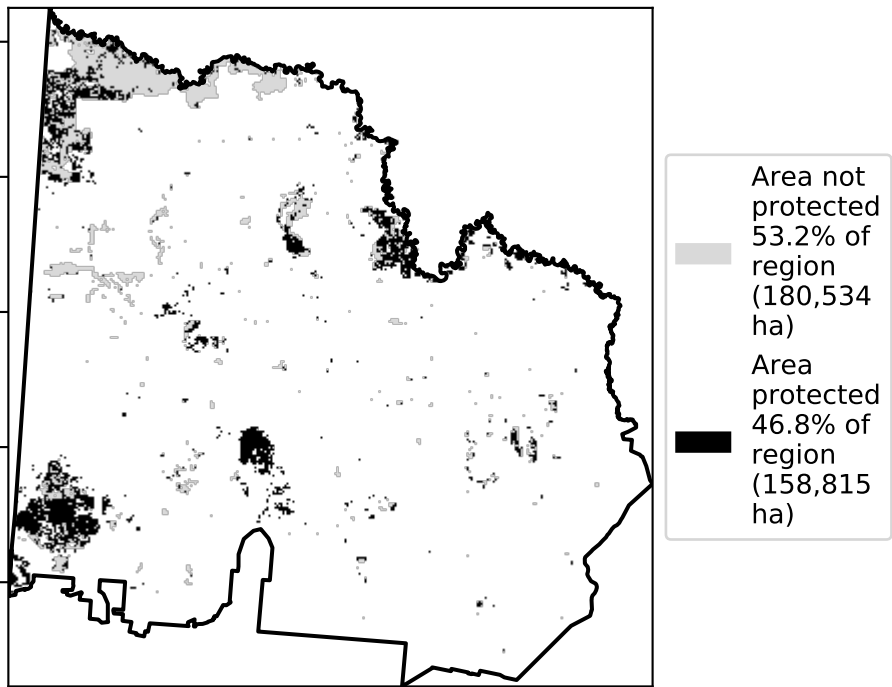 Area not
protected
53.2% of
region
(180,534
ha)
Area
protected
46.8% of
region
(158,815
ha)